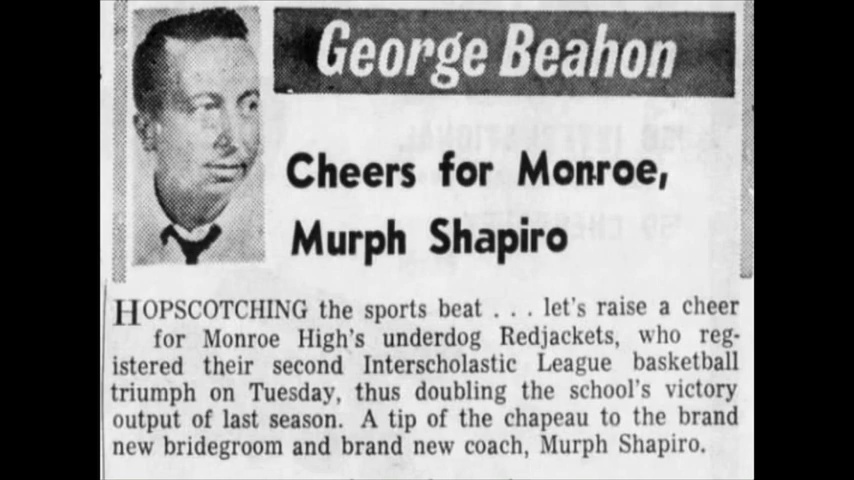 George Beahon
Cheers for Monroe,
Murph Shapiro
HOPSCOTCHING the sports beat . . . let's raise a cheer
for Monroe High's underdog Redjackets, who reg-
istered their second Interscholastic League basketball
triumph on Tuesday, thus doubling the school's victory
output of last season. A tip of the chapeau to the brand
new bridegroom and brand new coach, Murph Shapiro.